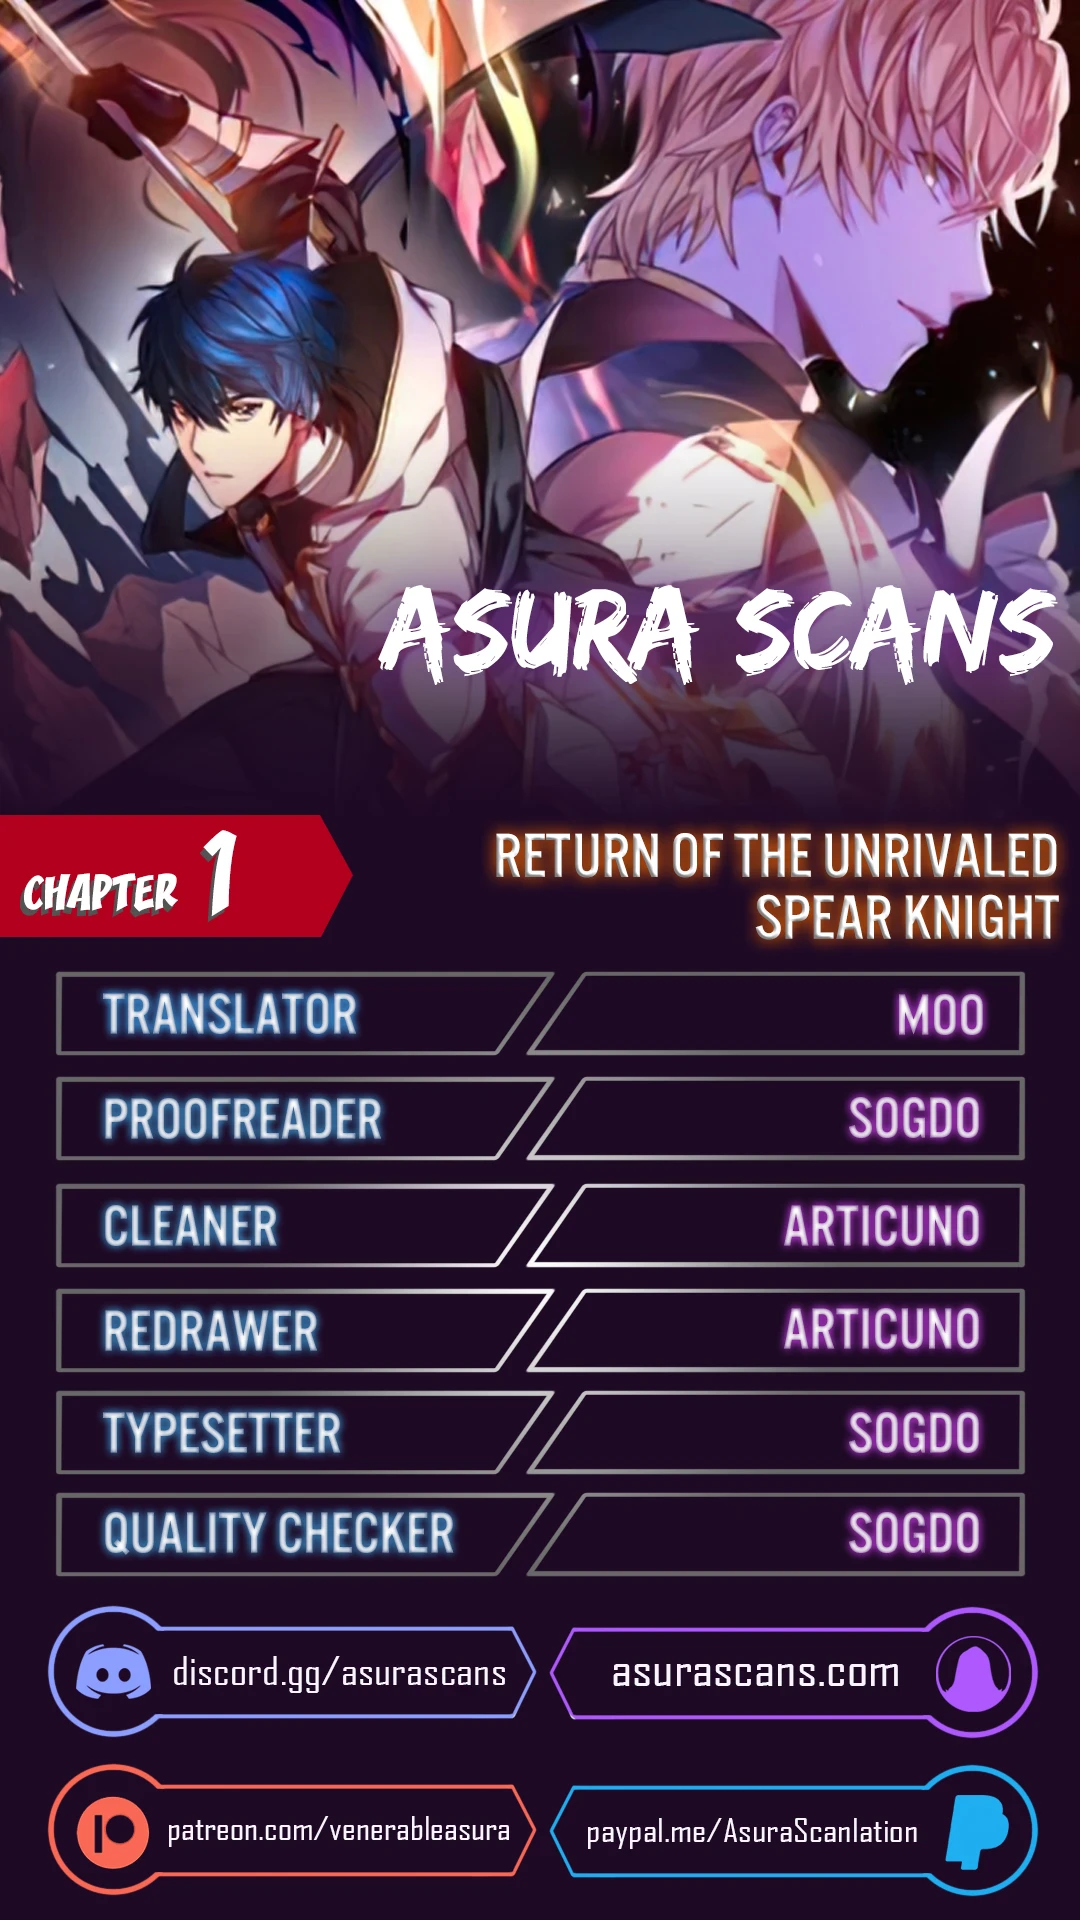 ASURA SCANS
CHAPTER 1
RETURN OF THE UNRIVALED
SPEAR KNIGHT
TRANSLATOR MOO
PROOFREADER SOGDO
CLEANER ARTICUNO
REDRAWER ARTICUNO
TYPESETTER SOGDO
QUALITY CHECKER SOGDO
discord.gg/asurascans asurascans.com
patreon.com/venerableasura paypal.me/AsuraScanlation